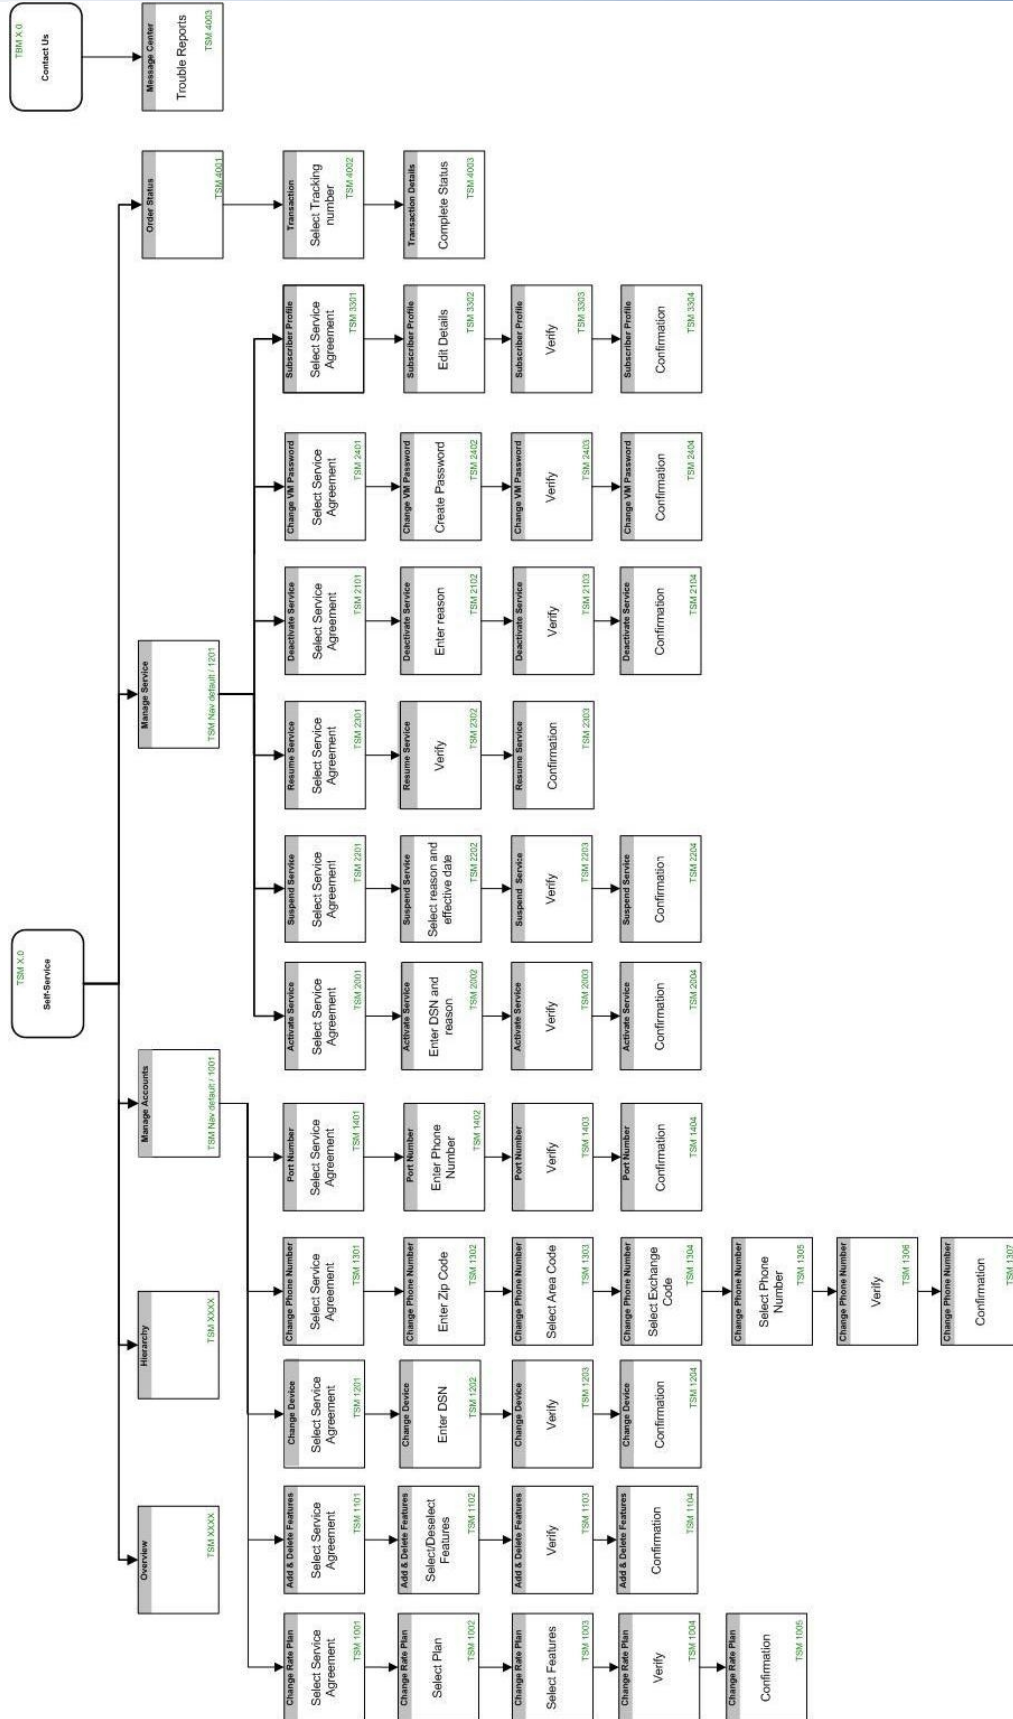 TSM X.0
Self-Service
TBM X.0
Contact Us
Overview
TSM XXXX
Hierarchy
TSM XXXX
Manage Accounts
TSM Nav default / 1001
Manage Service
TSM Nav default / 1201
Order Status
TSM 4001
Message Center
Trouble Reports
TSM 4003
Change Rate Plan
Select Service
Agreement
TSM 1001
Change Rate Plan
Select Plan
TSM 1002
Change Rate Plan
Select Features
TSM 1003
Change Rate Plan
Verify
TSM 1004
Change Rate Plan
Confirmation
TSM 1005
Add & Delete Features
Select Service
Agreement
TSM 1101
Add & Delete Features
Select/Deselect
Features
TSM 1102
Add & Delete Features
Verify
TSM 1103
Add & Delete Features
Confirmation
TSM 1104
Change Device
Select Service
Agreement
TSM 1201
Change Device
Enter DSN
TSM 1202
Change Device
Verify
TSM 1203
Change Device
Confirmation
TSM 1204
Change Phone Number
Select Service
Agreement
TSM 1301
Change Phone Number
Enter Zip Code
TSM 1302
Change Phone Number
Select Area Code
TSM 1303
Change Phone Number
Select Exchange
Code
TSM 1304
Change Phone Number
Select Phone
Number
TSM 1305
Change Phone Number
Verify
TSM 1306
Change Phone Number
Confirmation
TSM 1307
Port Number
Select Service
Agreement
TSM 1401
Port Number
Enter Phone
Number
TSM 1402
Port Number
Verify
TSM 1403
Port Number
Confirmation
TSM 1404
Activate Service
Select Service
Agreement
TSM 2001
Activate Service
Enter DSN and
reason
TSM 2002
Activate Service
Verify
TSM 2003
Activate Service
Confirmation
TSM 2004
Suspend Service
Select Service
Agreement
TSM 2201
Suspend Service
Select reason and
effective date
TSM 2202
Suspend Service
Verify
TSM 2203
Suspend Service
Confirmation
TSM 2204
Resume Service
Select Service
Agreement
TSM 2301
Resume Service
Verify
TSM 2302
Resume Service
Confirmation
TSM 2303
Deactivate Service
Select Service
Agreement
TSM 2101
Deactivate Service
Enter reason
TSM 2102
Deactivate Service
Verify
TSM 2103
Deactivate Service
Confirmation
TSM 2104
Change VM Password
Select Service
Agreement
TSM 2401
Change VM Password
Create Password
TSM 2402
Change VM Password
Verify
TSM 2403
Change VM Password
Confirmation
TSM 2404
Subscriber Profile
Select Service
Agreement
TSM 3301
Subscriber Profile
Edit Details
TSM 3302
Subscriber Profile
Verify
TSM 3303
Subscriber Profile
Confirmation
TSM 3304
Transaction
Select Tracking
number
TSM 4002
Transaction Details
Complete Status
TSM 4003